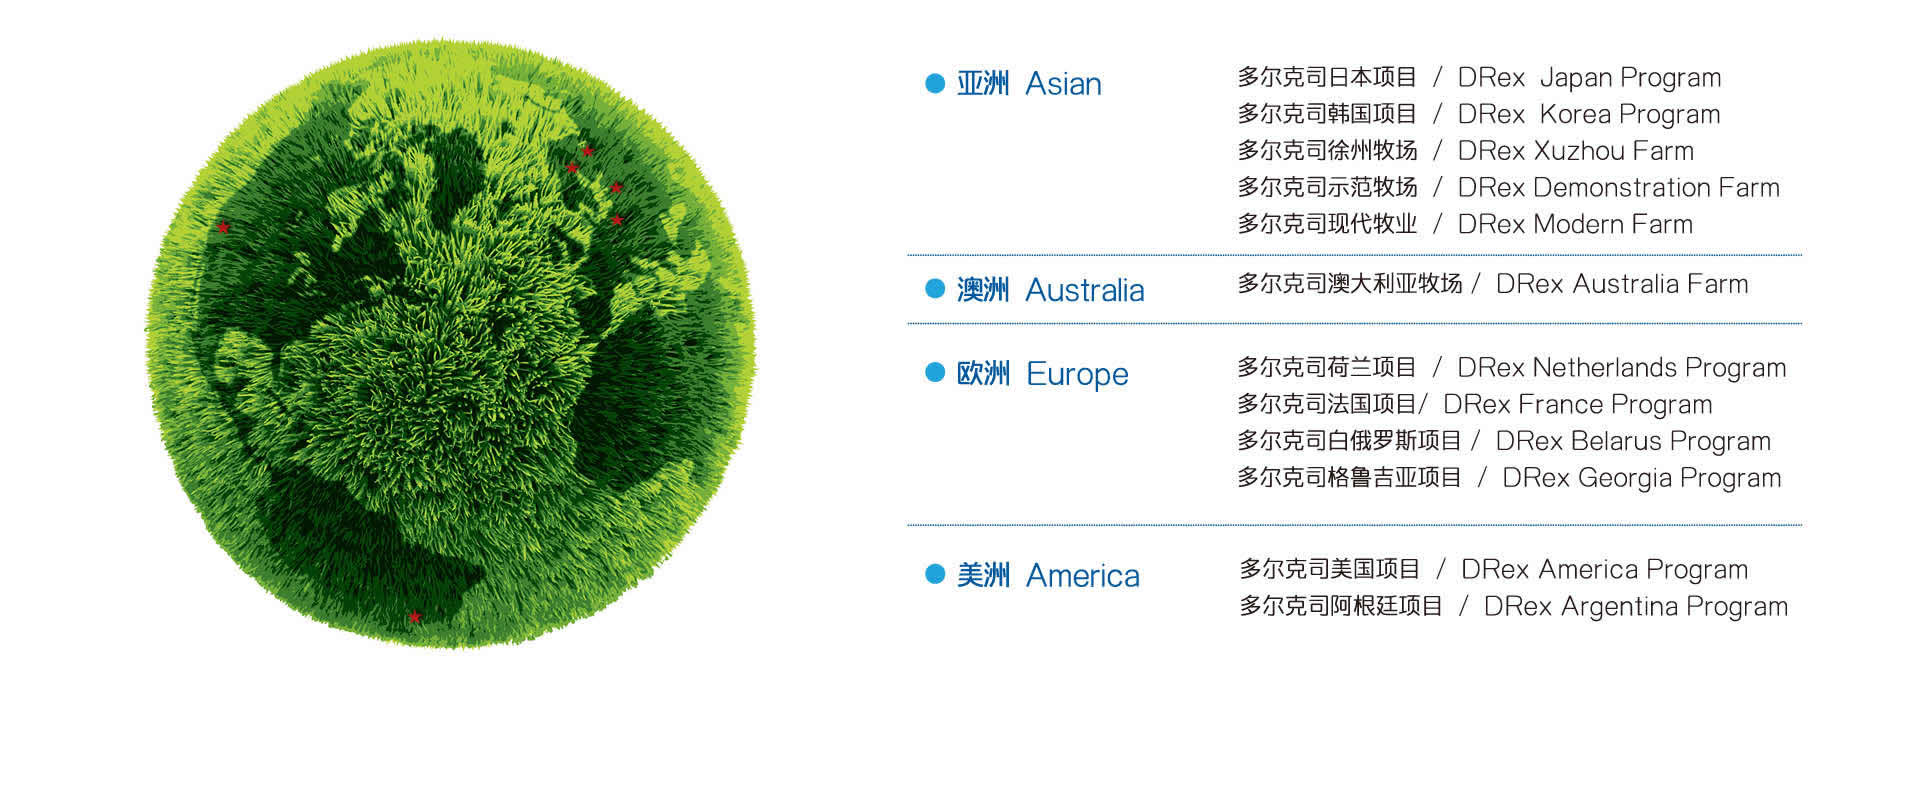 亚洲 Asian
多尔克司日本项目 / DRex Japan Program
多尔克司韩国项目 / DRex Korea Program
多尔克司徐州牧场 / DRex Xuzhou Farm
多尔克司示范牧场 / DRex Demonstration Farm
多尔克司现代牧业 / DRex Modern Farm
澳洲 Australia
多尔克司澳大利亚牧场 / DRex Australia Farm
欧洲 Europe
多尔克司荷兰项目 / DRex Netherlands Program
多尔克司法国项目/ DRex France Program
多尔克司白俄罗斯项目 / DRex Belarus Program
多尔克司格鲁吉亚项目 / DRex Georgia Program
美洲 America
多尔克司美国项目 / DRex America Program
多尔克司阿根廷项目 / DRex Argentina Program